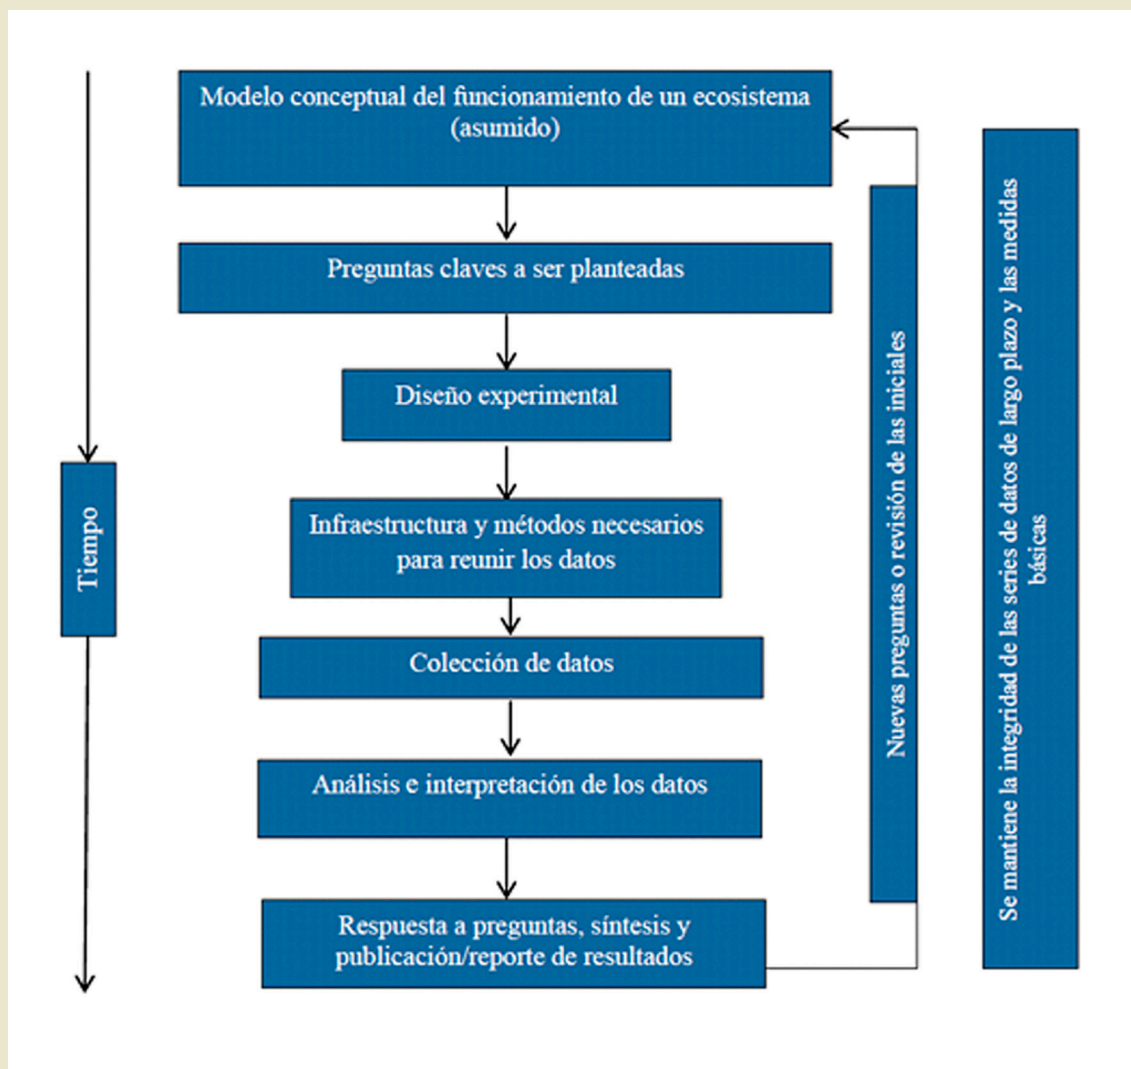 Modelo conceptual del funcionamiento de un ecosistema
(asumido)
Preguntas claves a ser planteadas
Diseño experimental
Infraestructura y métodos necesarios
para reunir los datos
Colección de datos
Análisis e interpretación de los datos
Respuesta a preguntas, síntesis y
publicación/reporte de resultados
Tiempo
Nuevas preguntas o revisión de las iniciales
Se mantiene la integridad de las series de datos de largo plazo y las medidas
básicas